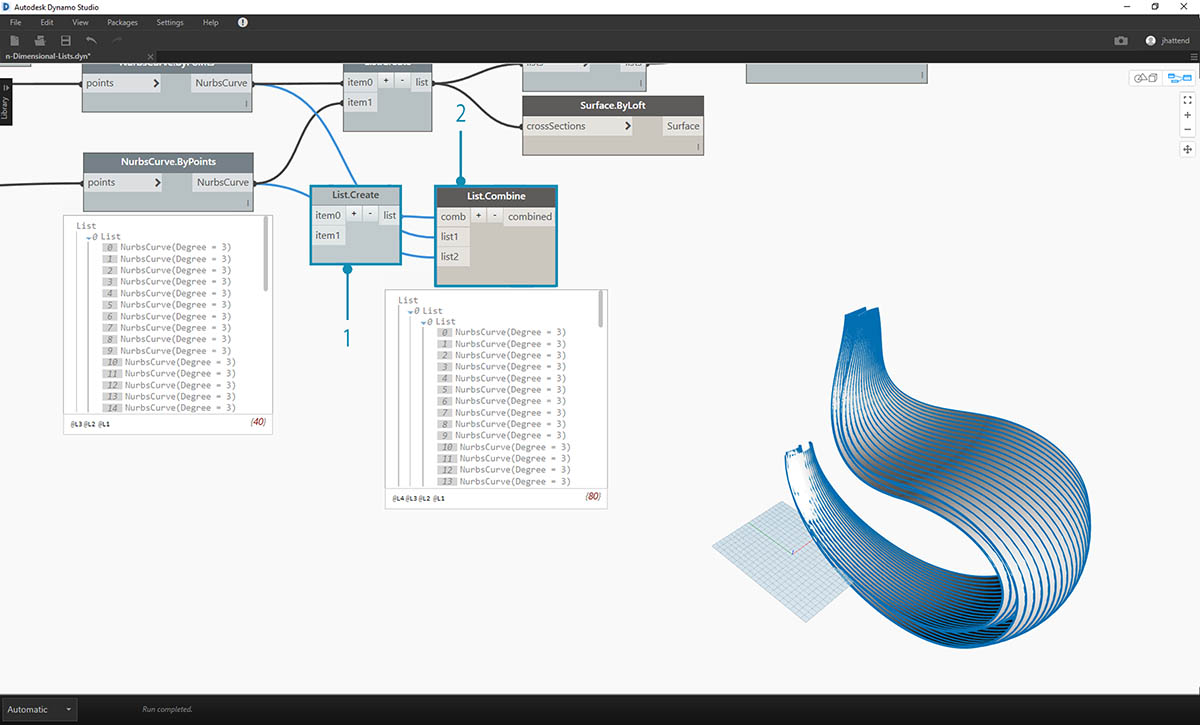 Autodesk Dynamo Studio
File Edit View Packages Settings Help
jhattend
n-Dimensional-Lists.dyn*
Library
NurbsCurve.ByPoints
points > NurbsCurve
item0 + - list
item1
Surface.ByLoft
crossSections > Surface
2
NurbsCurve.ByPoints
points > NurbsCurve
List.Create
item0 + - list
item1
List.Combine
comb + - combined
list1
list2
1
List
0 List
0 NurbsCurve(Degree = 3)
1 NurbsCurve(Degree = 3)
2 NurbsCurve(Degree = 3)
3 NurbsCurve(Degree = 3)
4 NurbsCurve(Degree = 3)
5 NurbsCurve(Degree = 3)
6 NurbsCurve(Degree = 3)
7 NurbsCurve(Degree = 3)
8 NurbsCurve(Degree = 3)
9 NurbsCurve(Degree = 3)
10 NurbsCurve(Degree = 3)
11 NurbsCurve(Degree = 3)
12 NurbsCurve(Degree = 3)
13 NurbsCurve(Degree = 3)
14 NurbsCurve(Degree = 3)
@L3 @L2 @L1 {40}
List
0 List
0 List
0 NurbsCurve(Degree = 3)
1 NurbsCurve(Degree = 3)
2 NurbsCurve(Degree = 3)
3 NurbsCurve(Degree = 3)
4 NurbsCurve(Degree = 3)
5 NurbsCurve(Degree = 3)
6 NurbsCurve(Degree = 3)
7 NurbsCurve(Degree = 3)
8 NurbsCurve(Degree = 3)
9 NurbsCurve(Degree = 3)
10 NurbsCurve(Degree = 3)
11 NurbsCurve(Degree = 3)
12 NurbsCurve(Degree = 3)
13 NurbsCurve(Degree = 3)
@L4 @L3 @L2 @L1 {80}
Automatic
Run completed.